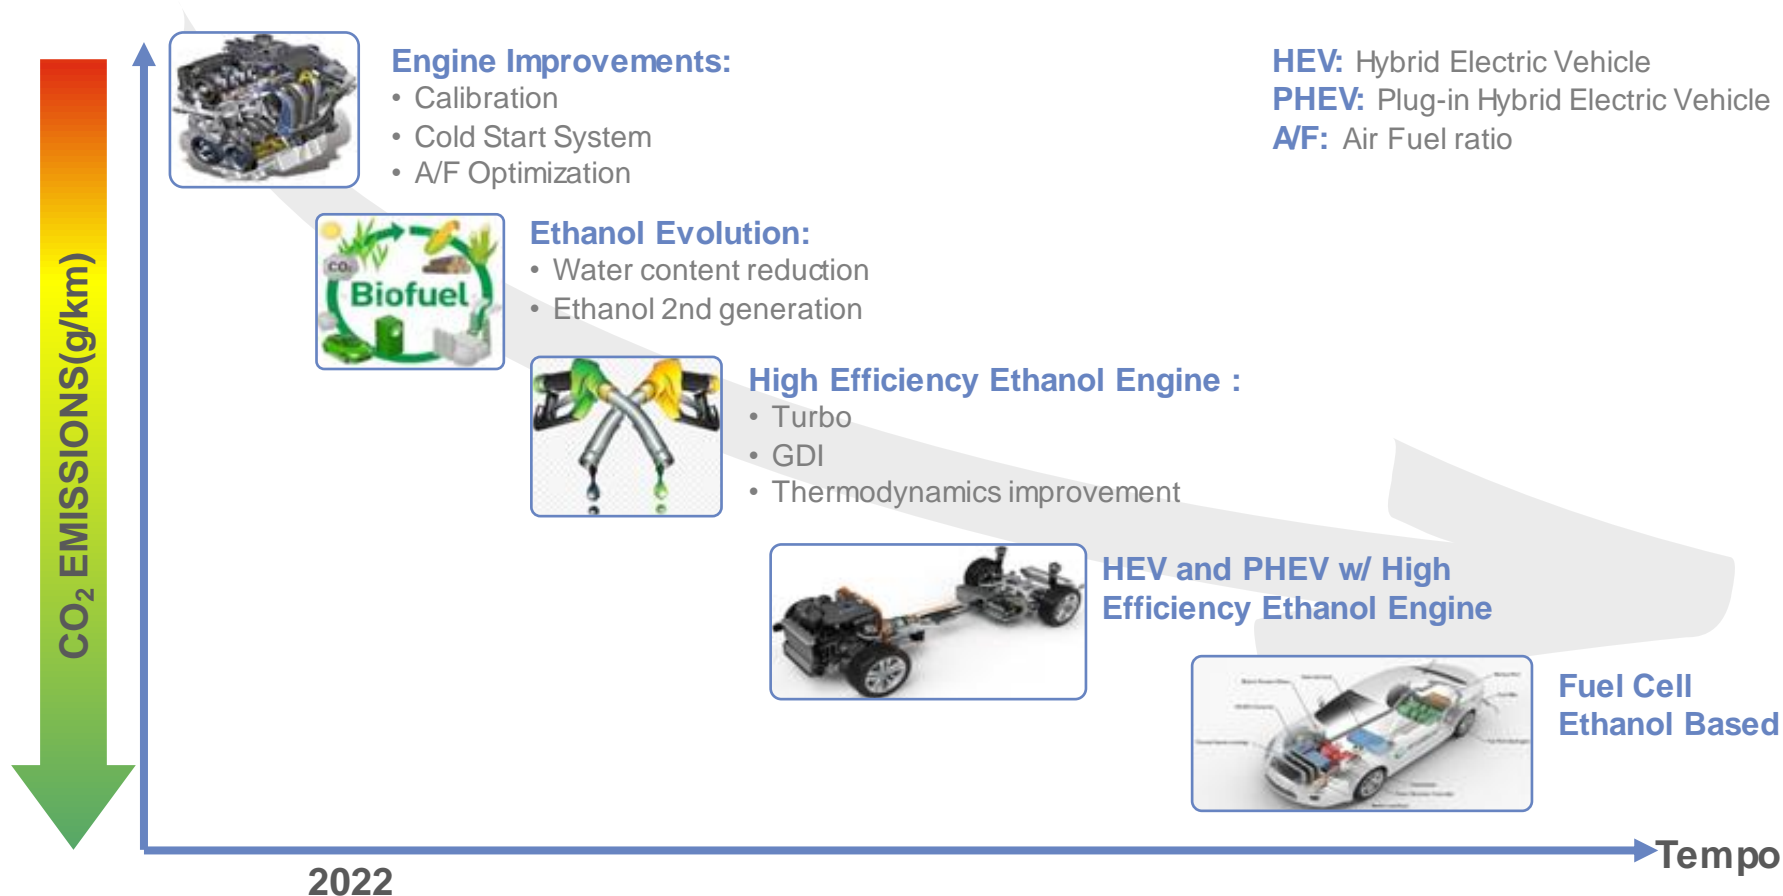 Engine Improvements:
• Calibration
• Cold Start System
• A/F Optimization
HEV: Hybrid Electric Vehicle
PHEV: Plug-in Hybrid Electric Vehicle
A/F: Air Fuel ratio
Ethanol Evolution:
• Water content reduction
• Ethanol 2nd generation
CO₂
Biofuel
High Efficiency Ethanol Engine :
• Turbo
• GDI
• Thermodynamics improvement
HEV and PHEV w/ High
Efficiency Ethanol Engine
Fuel Cell
Ethanol Based
CO₂ EMISSIONS(g/km)
Tempo
2022